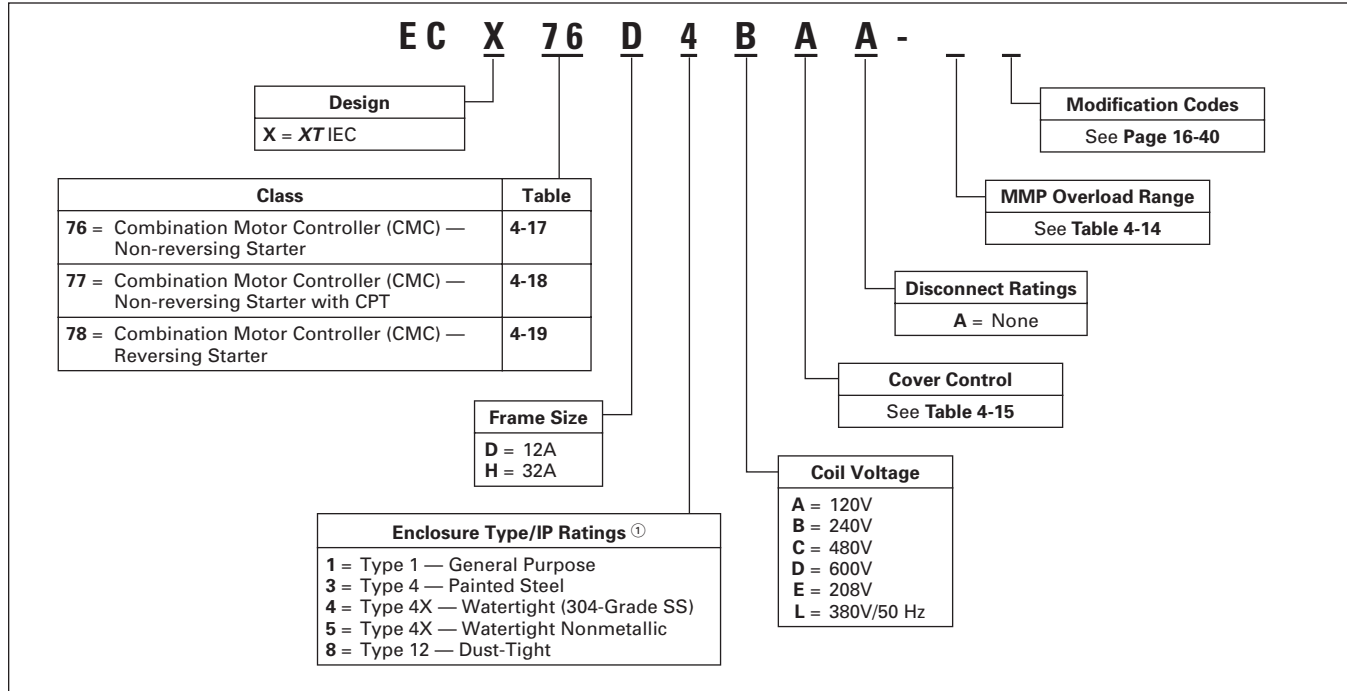 EC X 76 D 4 B A A - _ _
Design
X = XT IEC
Modification Codes
See Page 16-40
Class Table
76 = Combination Motor Controller (CMC) — 4-17
Non-reversing Starter
77 = Combination Motor Controller (CMC) — 4-18
Non-reversing Starter with CPT
78 = Combination Motor Controller (CMC) — 4-19
Reversing Starter
MMP Overload Range
See Table 4-14
Disconnect Ratings
A = None
Cover Control
See Table 4-15
Frame Size
D = 12A
H = 32A
Coil Voltage
A = 120V
B = 240V
C = 480V
D = 600V
E = 208V
L = 380V/50 Hz
Enclosure Type/IP Ratings ①
1 = Type 1 — General Purpose
3 = Type 4 — Painted Steel
4 = Type 4X — Watertight (304-Grade SS)
5 = Type 4X — Watertight Nonmetallic
8 = Type 12 — Dust-Tight